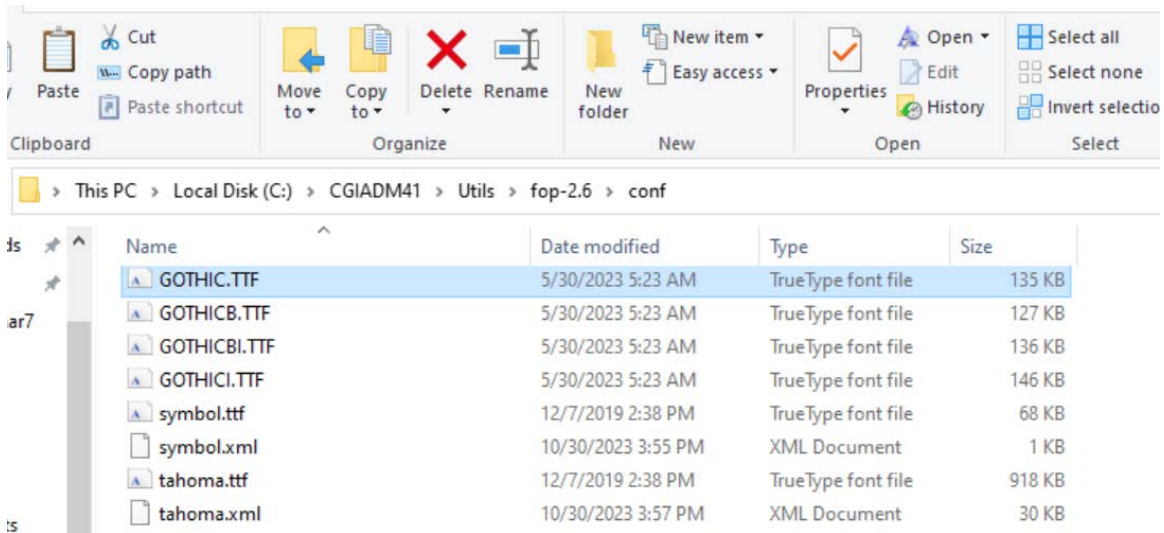 Cut
Copy path
Paste shortcut
Paste
Clipboard
Move to
Copy to
Delete
Rename
Organize
New folder
New item
Easy access
New
Properties
Open
Edit
History
Open
Select all
Select none
Invert selectio
Select
This PC > Local Disk (C:) > CGIADM41 > Utils > fop-2.6 > conf
ds
ar7
ts
Name Date modified Type Size
GOTHIC.TTF 5/30/2023 5:23 AM TrueType font file 135 KB
GOTHICB.TTF 5/30/2023 5:23 AM TrueType font file 127 KB
GOTHICBI.TTF 5/30/2023 5:23 AM TrueType font file 136 KB
GOTHICI.TTF 5/30/2023 5:23 AM TrueType font file 146 KB
symbol.ttf 12/7/2019 2:38 PM TrueType font file 68 KB
symbol.xml 10/30/2023 3:55 PM XML Document 1 KB
tahoma.ttf 12/7/2019 2:38 PM TrueType font file 918 KB
tahoma.xml 10/30/2023 3:57 PM XML Document 30 KB